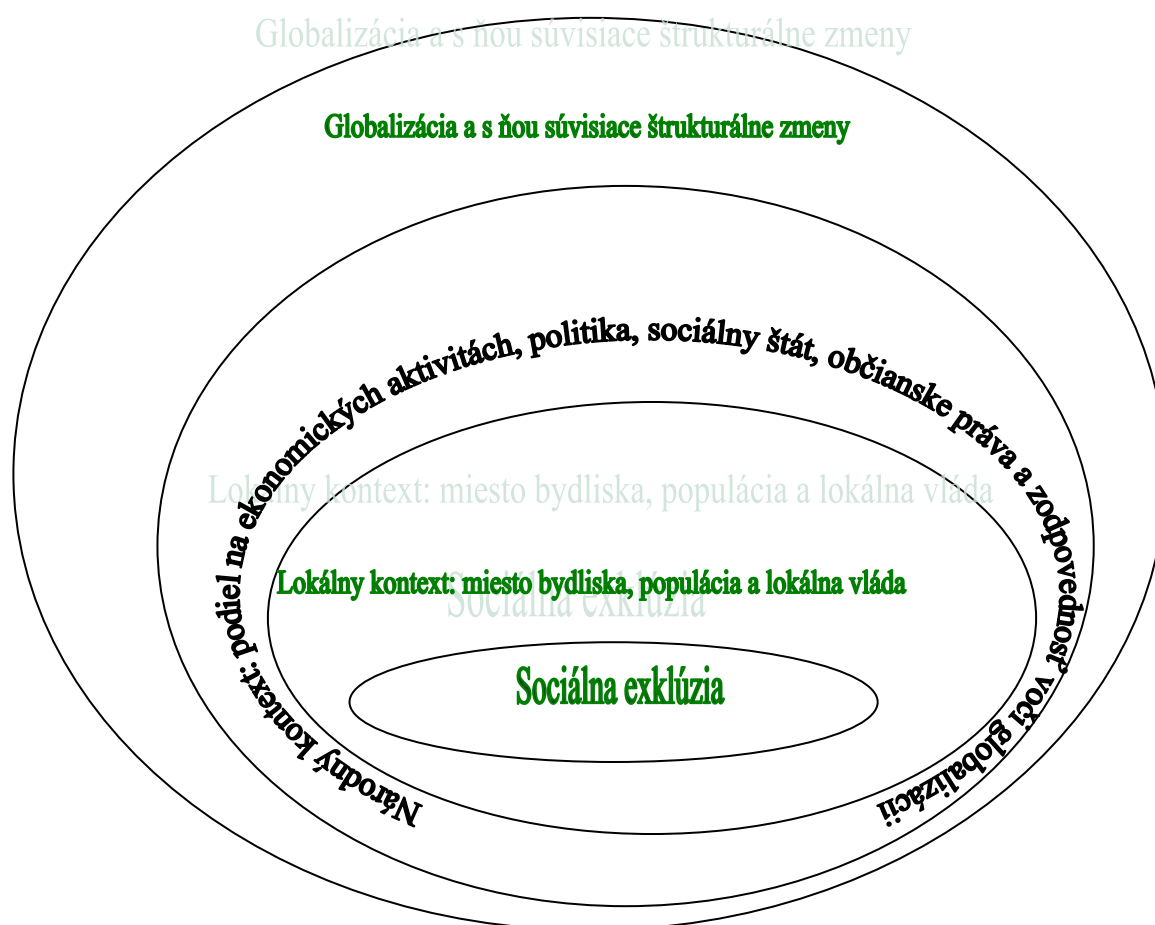 Globalizácia a s ňou súvisiace štrukturálne zmeny
Globalizácia a s ňou súvisiace štrukturálne zmeny
Národný kontext: podiel na ekonomických aktivitách, politika, sociálny štát, občianske práva a zodpovednosť voči globalizácii
Lokálny kontext: miesto bydliska, populácia a lokálna vláda
Lokálny kontext: miesto bydliska, populácia a lokálna vláda
Sociálna exklúzia
Sociálna exklúzia